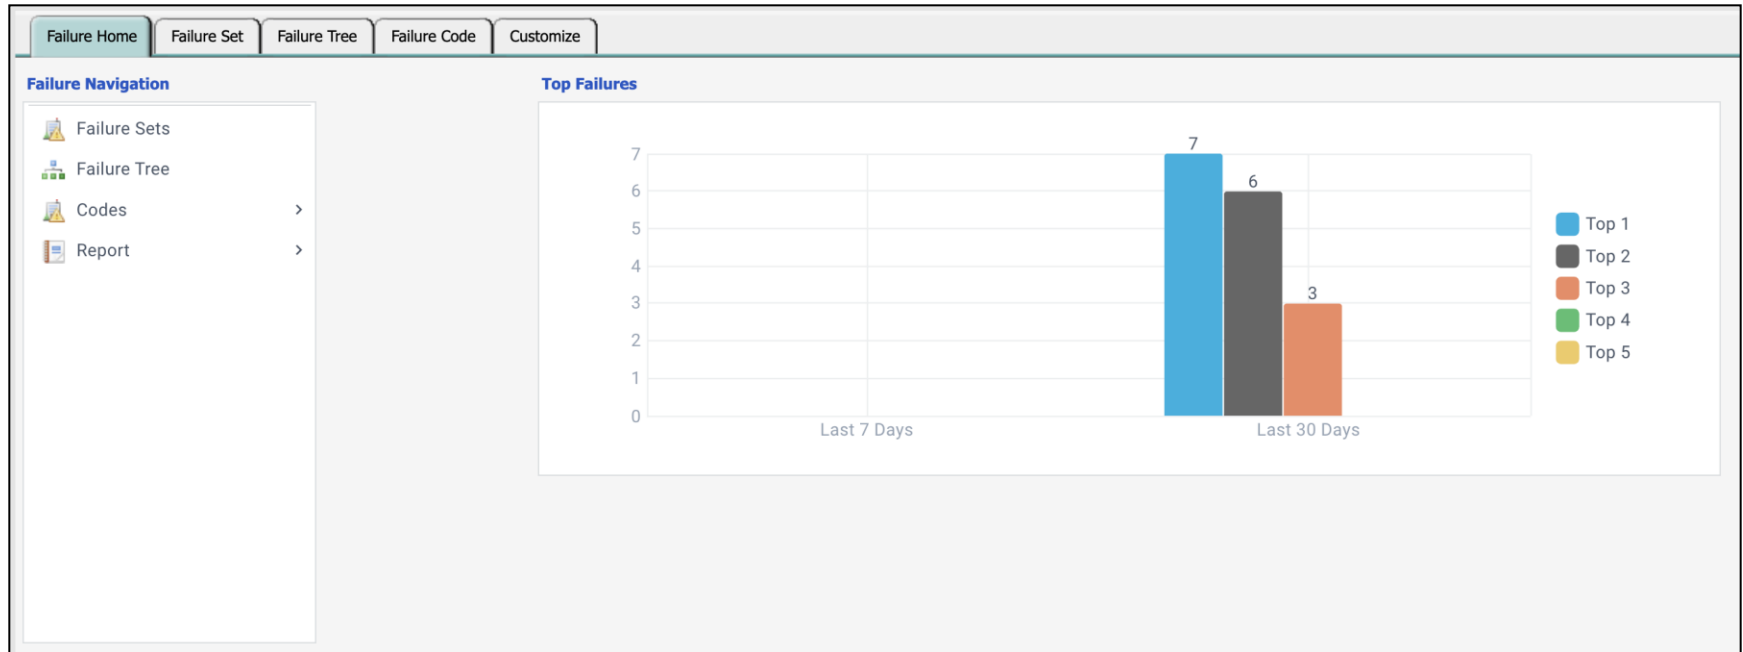 Failure Home
Failure Set
Failure Tree
Failure Code
Customize
Failure Navigation
Failure Sets
Failure Tree
Codes
Report
Top Failures
7
6
5
4
3
2
1
0
7
6
3
Last 7 Days
Last 30 Days
Top 1
Top 2
Top 3
Top 4
Top 5